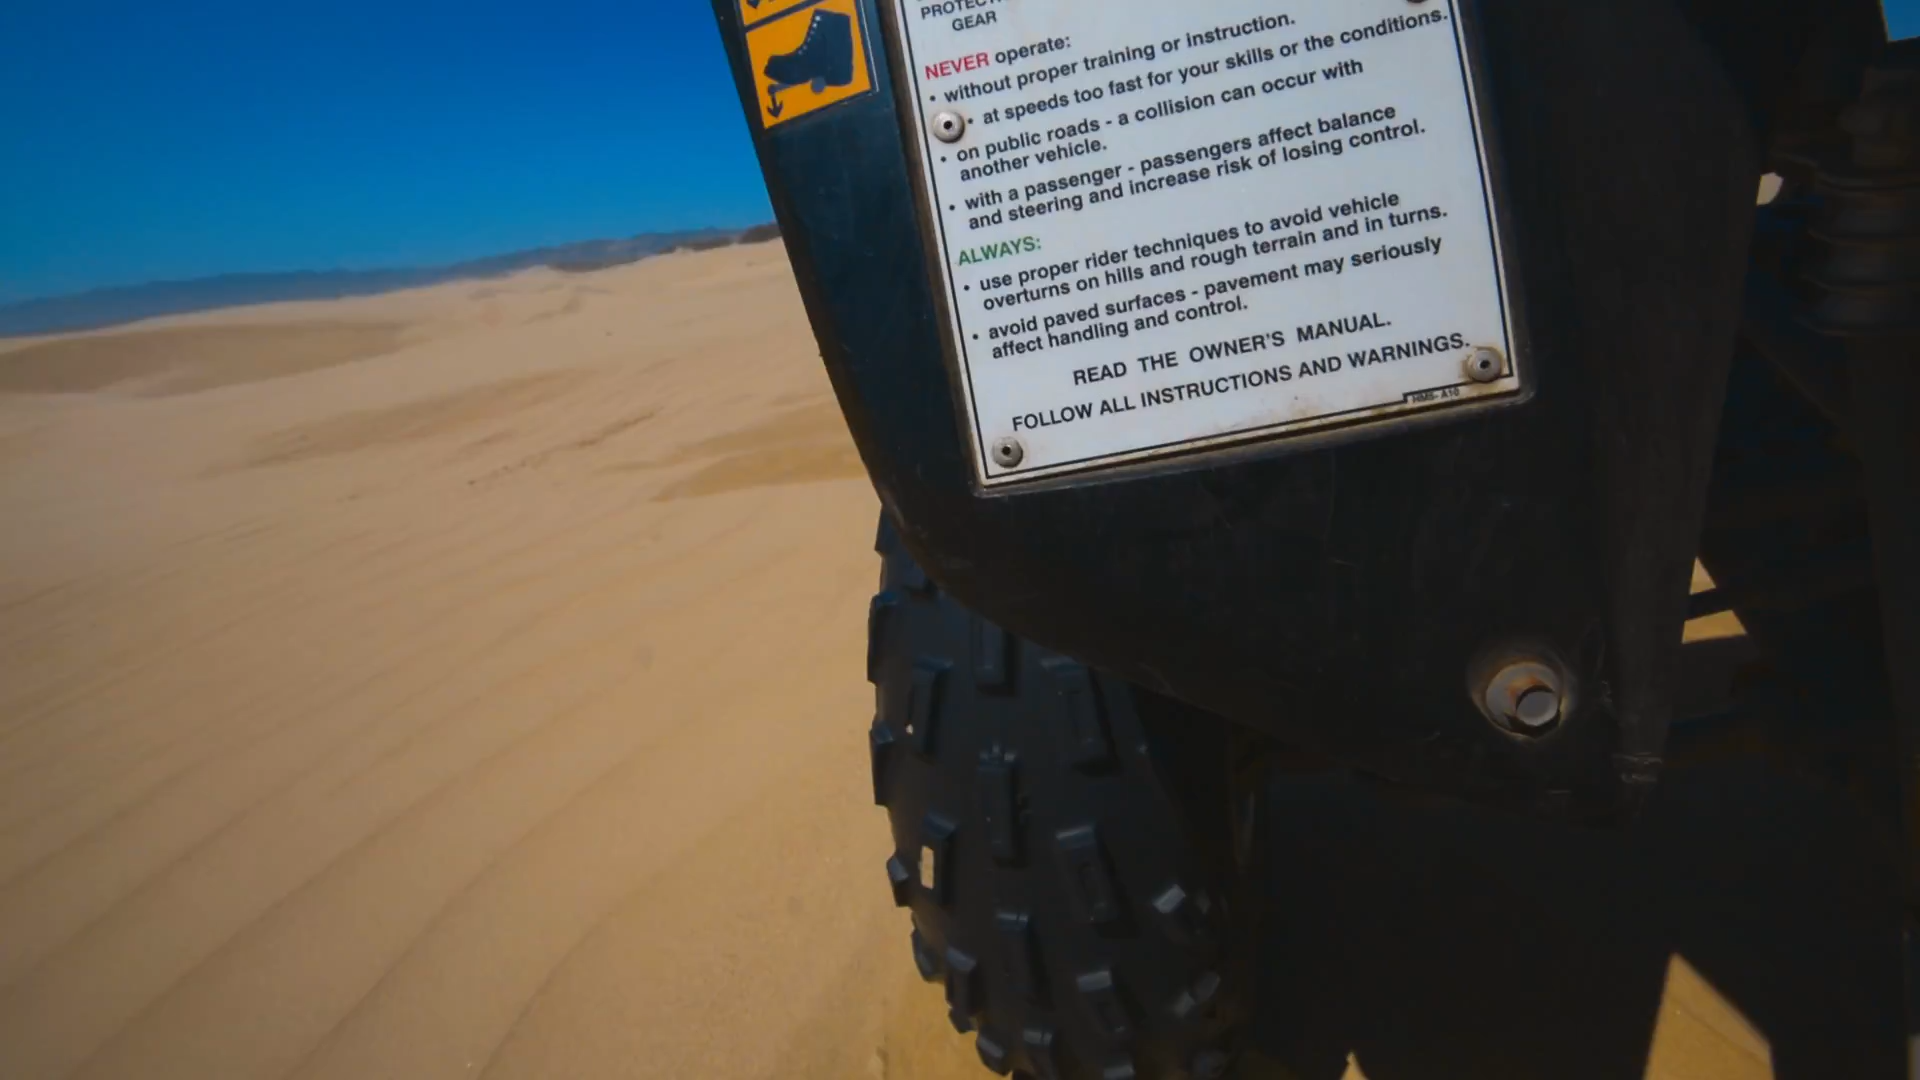 GEAR
NEVER operate:
• without proper training or instruction.
• at speeds too fast for your skills or the conditions.
• on public roads - a collision can occur with
another vehicle.
• with a passenger - passengers affect balance
and steering and increase risk of losing control.
ALWAYS:
• use proper rider techniques to avoid vehicle
overturns on hills and rough terrain and in turns.
• avoid paved surfaces - pavement may seriously
affect handling and control.
READ THE OWNER'S MANUAL.
FOLLOW ALL INSTRUCTIONS AND WARNINGS.